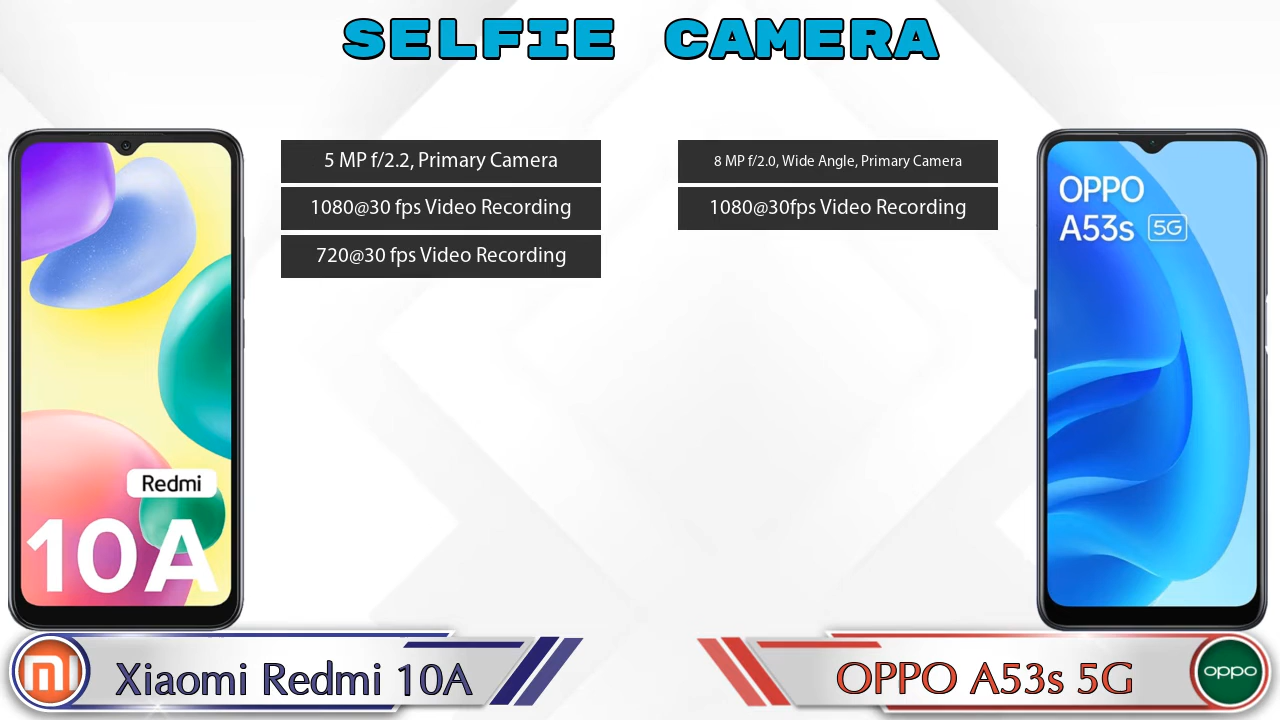 SELFIE CAMERA
5 MP f/2.2, Primary Camera
1080@30 fps Video Recording
720@30 fps Video Recording
8 MP f/2.0, Wide Angle, Primary Camera
1080@30fps Video Recording
Redmi
10A
OPPO
A53s 5G
Xiaomi Redmi 10A
OPPO A53s 5G
oppo